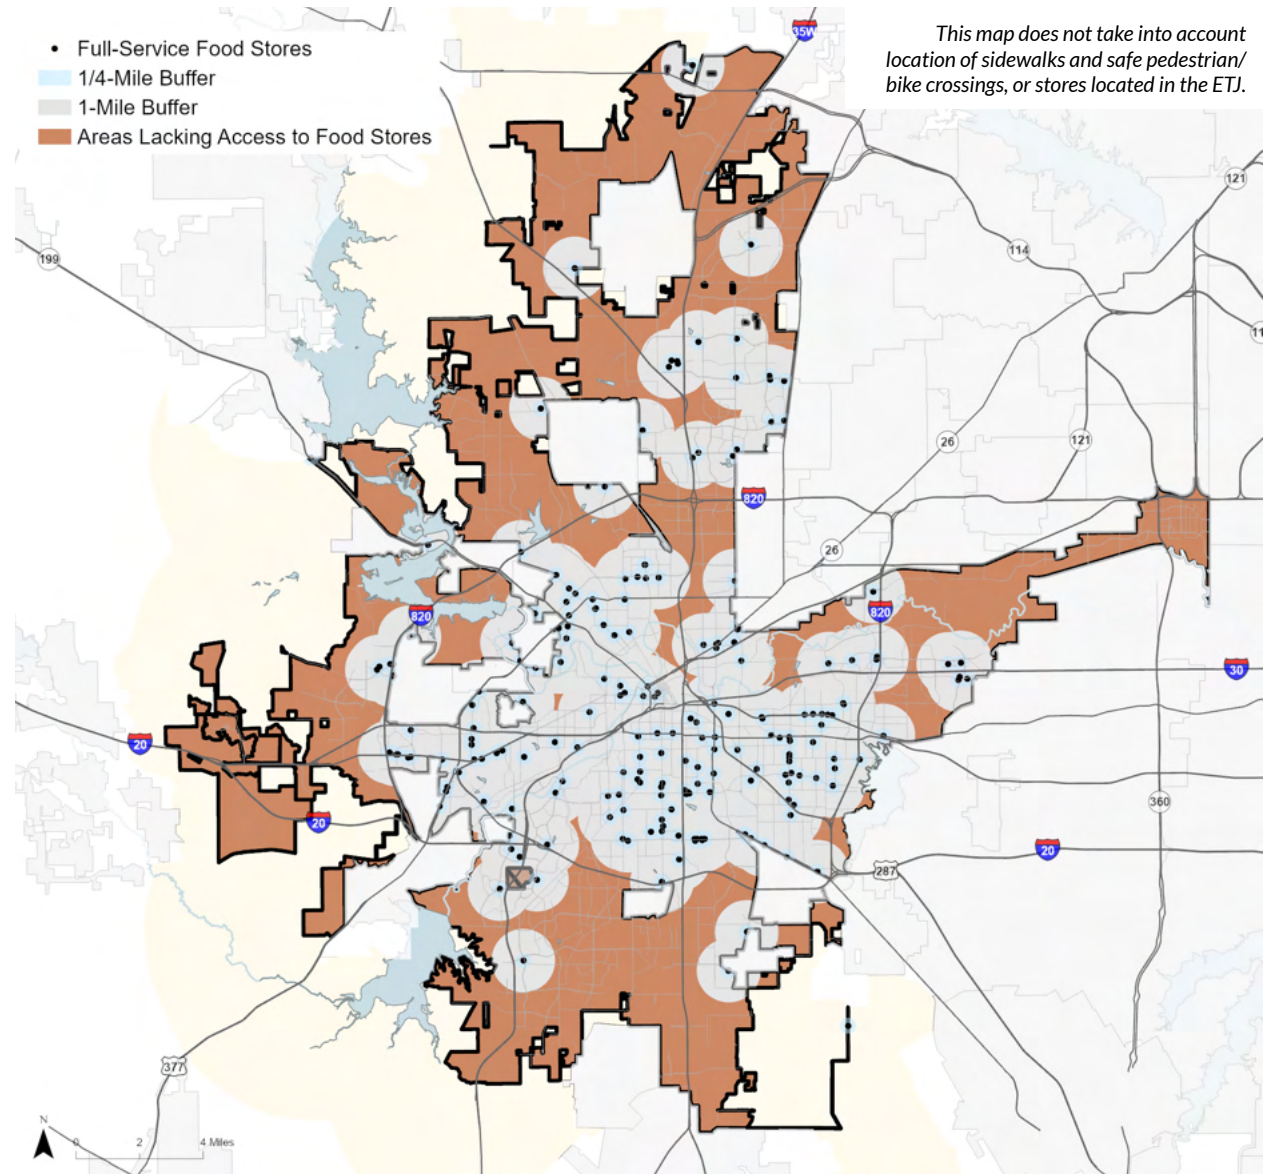 Full-Service Food Stores
1/4-Mile Buffer
1-Mile Buffer
Areas Lacking Access to Food Stores
This map does not take into account
location of sidewalks and safe pedestrian/
bike crossings, or stores located in the ETJ.
35W
121
199
114
26
121
820
26
820
820
30
20
360
20
20
287
377
N
0 2 4 Miles